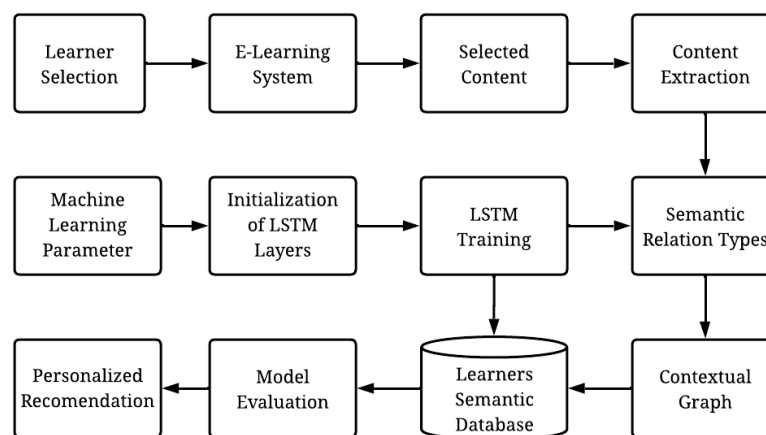 Learner
Selection
E-Learning
System
Selected
Content
Content
Extraction
Machine
Learning
Parameter
Initialization
of LSTM
Layers
LSTM
Training
Semantic
Relation Types
Personalized
Recomendation
Model
Evaluation
Learners
Semantic
Database
Contextual
Graph